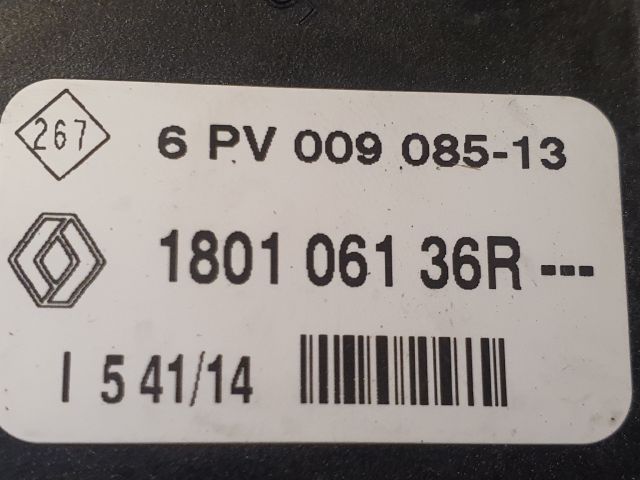 267
6 PV 009 085-13
1801 061 36R ---
I 5 41/14